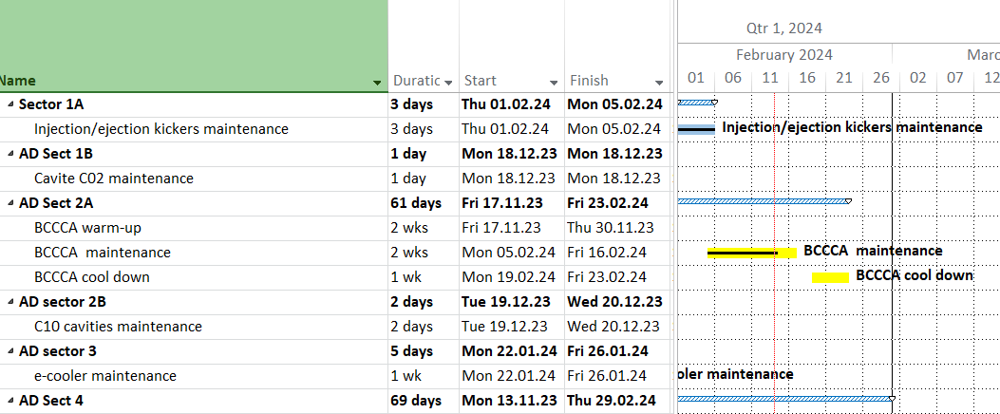 Qtr 1, 2024
February 2024 Marc
Name Duratic Start Finish 01 06 11 16 21 26 02 07 12
Sector 1A 3 days Thu 01.02.24 Mon 05.02.24
Injection/ejection kickers maintenance 3 days Thu 01.02.24 Mon 05.02.24 Injection/ejection kickers maintenance
AD Sect 1B 1 day Mon 18.12.23 Mon 18.12.23
Cavite C02 maintenance 1 day Mon 18.12.23 Mon 18.12.23
AD Sect 2A 61 days Fri 17.11.23 Fri 23.02.24
BCCCA warm-up 2 wks Fri 17.11.23 Thu 30.11.23
BCCCA maintenance 2 wks Mon 05.02.24 Fri 16.02.24 BCCCA maintenance
BCCCA cool down 1 wk Mon 19.02.24 Fri 23.02.24 BCCCA cool down
AD sector 2B 2 days Tue 19.12.23 Wed 20.12.23
C10 cavities maintenance 2 days Tue 19.12.23 Wed 20.12.23
AD sector 3 5 days Mon 22.01.24 Fri 26.01.24
e-cooler maintenance 1 wk Mon 22.01.24 Fri 26.01.24 oler maintenance
AD Sect 4 69 days Mon 13.11.23 Thu 29.02.24